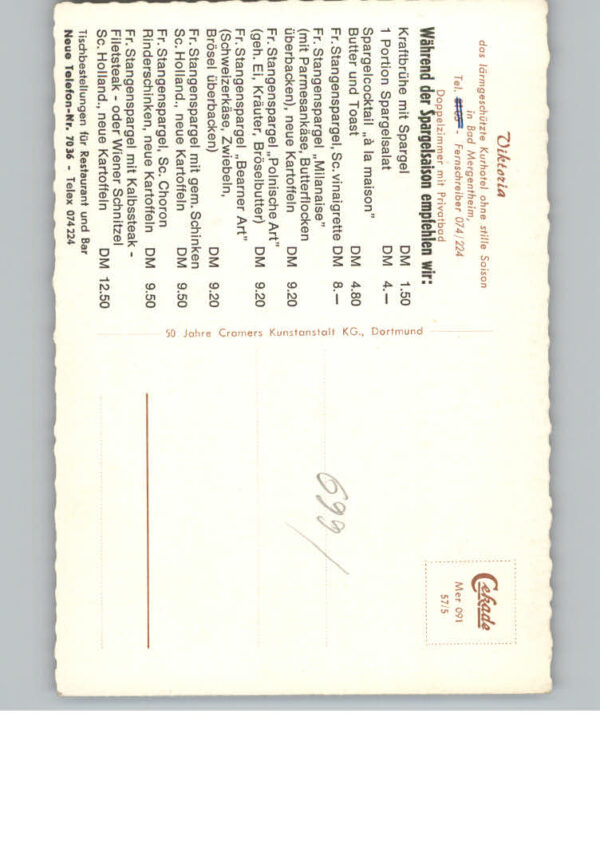 Viktoria
das lärmgeschützte Kurhotel ohne stille Saison
in Bad Mergentheim,
Tel. - Fernschreiber 074/224
Doppelzimmer mit Privatbad
Während der Spargelsaison empfehlen wir:
Kraftbrühe mit Spargel DM 1.50
1 Portion Spargelsalat DM 4.—
Spargelcocktail „à la maison"
Butter und Toast DM 4.80
Fr. Stangenspargel, Sc. vinaigrette DM 8.—
Fr. Stangenspargel „Milanaise"
(mit Parmesankäse, Butterflocken
überbacken), neue Kartoffeln DM 9.20
Fr. Stangenspargel „Polnische Art"
(geh. Ei, Kräuter, Bröselbutter) DM 9.20
Fr. Stangenspargel „Bearner Art"
(Schweizerkäse, Zwiebeln,
Brösel überbacken) DM 9.20
Fr. Stangenspargel mit gem. Schinken
Sc. Holland., neue Kartoffeln DM 9.50
Fr. Stangenspargel, Sc. Choron
Rinderschinken, neue Kartoffeln DM 9.50
Fr. Stangenspargel mit Kalbssteak -
Filetsteak - oder Wiener Schnitzel
Sc. Holland., neue Kartoffeln DM 12.50
Tischbestellungen für Restaurant und Bar
Neue Telefon-Nr. 7036 - Telex 074224
50 Jahre Cramers Kunstanstalt KG., Dortmund
699/
Cekade
Mer 091
57/5